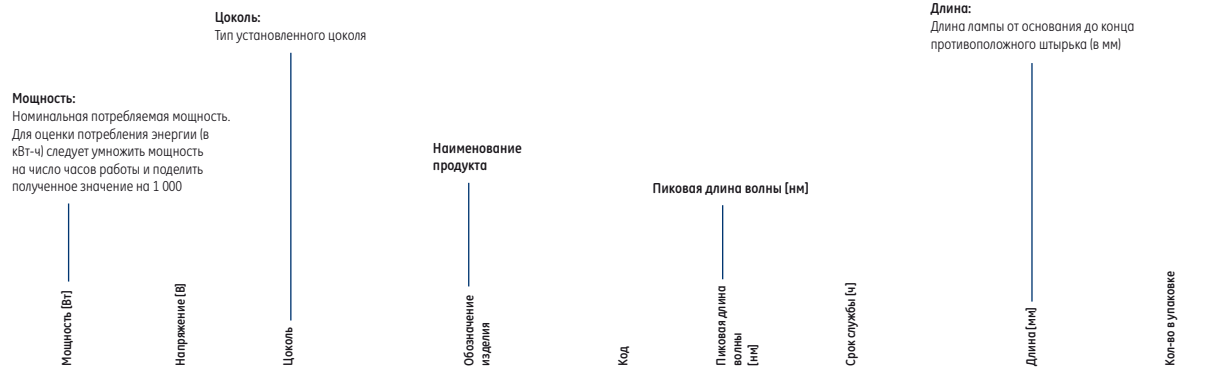 Цоколь:
Тип установленного цоколя
Длина:
Длина лампы от основания до конца
противоположного штырька (в мм)
Мощность:
Номинальная потребляемая мощность.
Для оценки потребления энергии (в
кВт-ч) следует умножить мощность
на число часов работы и поделить
полученное значение на 1 000
Наименование
продукта
Пиковая длина волны [нм]
Мощность [Вт]
Напряжение [В]
Цоколь
Обозначение
изделия
Код
Пиковая длина
волны
[нм]
Срок службы [ч]
Длина [мм]
Кол-во в упаковке